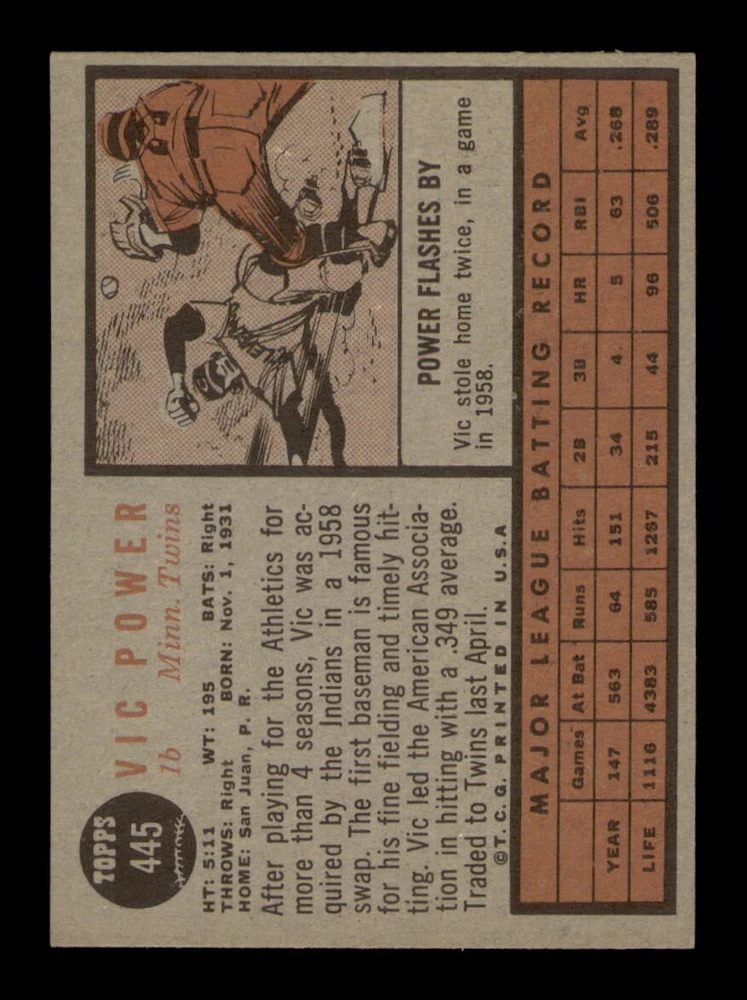 TOPPS
445
VIC POWER
1b Minn. Twins
HT: 5:11 WT: 195 BATS: Right
THROWS: Right BORN: Nov. 1, 1931
HOME: San Juan, P. R.
After playing for the Athletics for
more than 4 seasons, Vic was ac-
quired by the Indians in a 1958
swap. The first baseman is famous
for his fine fielding and timely hit-
ting. Vic led the American Associa-
tion in hitting with a .349 average.
Traded to Twins last April.
©T. C. G. PRINTED IN U. S. A
POWER FLASHES BY
Vic stole home twice, in a game
in 1958.
MAJOR LEAGUE BATTING RECORD
Games At Bat Runs Hits 2B 3B HR RBI Avg
YEAR 147 563 64 151 34 4 5 63 .268
LIFE 1116 4383 585 1267 215 44 96 506 .289